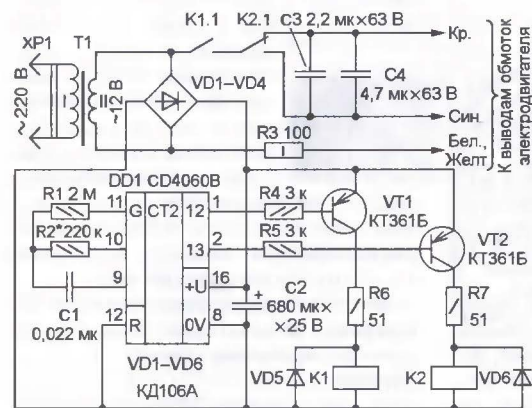 K1.1
K2.1
C3 2,2 мк×63 В
Кр.
XP1
T1
~220 В
I
II
~12 В
VD1–VD4
C4
4,7 мк×63 В
Син.
R3 100
Бел.,
Желт
К выводам обмоток
электродвигателя
DD1 CD4060B
R1 2 М
11
G
CT2
12
1
R4 3 к
VT1
КТ361Б
R2* 220 к
10
13
2
R5 3 к
VT2
КТ361Б
9
+U
16
C2
+
680 мк×
×25 В
C1
0,022 мк
12
R
0V
8
R6
51
R7
51
VD1–VD6
КД106А
VD5
K1
K2
VD6